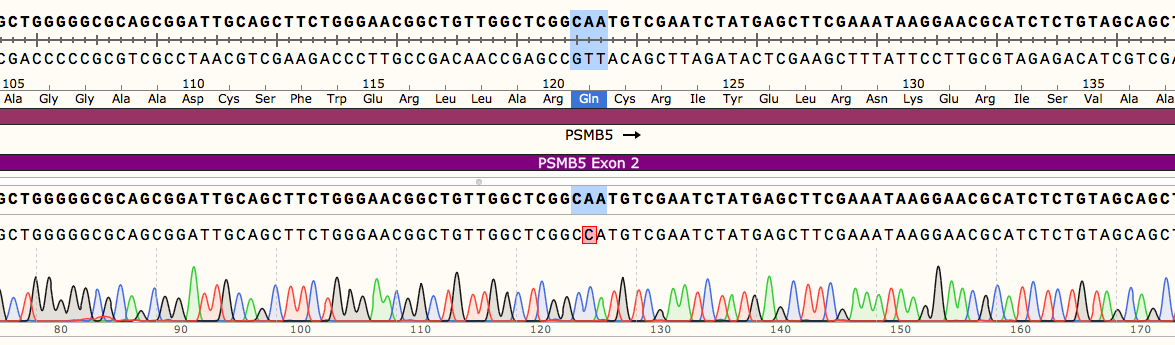 GCTGGGGGCGCAGCGGATTGCAGCTTCTGGGAACGGCTGTTGGCTCGGCAATGTCGAATCTATGAGCTTCGAAATAAGGAACGCATCTCTGTAGCAGCT
CGACCCCCGCGTCGCCTAACGTCGAAGACCCTTGCCGACAACCGAGCCGTTACAGCTTAGATACTCGAAGCTTTATTCCTTGCGTAGAGACATCGTCGA
105 110 115 120 125 130 135
Ala Gly Gly Ala Ala Asp Cys Ser Phe Trp Glu Arg Leu Leu Ala Arg Gln Cys Arg Ile Tyr Glu Leu Arg Asn Lys Glu Arg Ile Ser Val Ala Ala
PSMB5 →
PSMB5 Exon 2
GCTGGGGGCGCAGCGGATTGCAGCTTCTGGGAACGGCTGTTGGCTCGGCAATGTCGAATCTATGAGCTTCGAAATAAGGAACGCATCTCTGTAGCAGCT
GCTGGGGGCGCAGCGGATTGCAGCTTCTGGGAACGGCTGTTGGCTCGGCCATGTCGAATCTATGAGCTTCGAAATAAGGAACGCATCTCTGTAGCAGCT
80 90 100 110 120 130 140 150 160 170